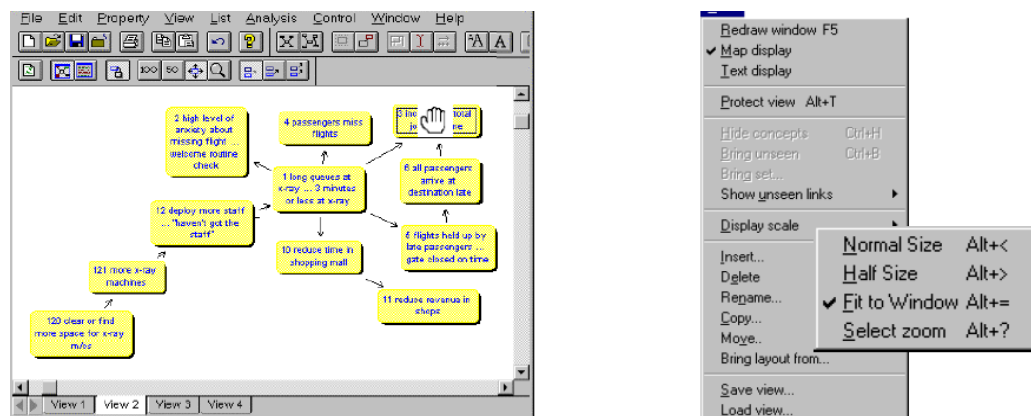 File Edit Property View List Analysis Control Window Help
100 50
2 high level of
anxiety about
missing flight ...
welcome routine
check
4 passengers miss
flights
3 total
1 long queues at
x-ray ... 3 minutes
or less at x-ray
6 all passengers
arrive at
destination late
12 deploy more staff
... "haven't got the
staff"
5 flights held up by
late passengers ...
gate closed on time
10 reduce time in
shopping mall
121 more x-ray
machines
11 reduce revenue in
shops
120 clear or find
more space for x-ray
m/cs
View 1 View 2 View 3 View 4
Redraw window F5
Map display
Text display
Protect view Alt+T
Hide concepts Ctrl+H
Bring unseen Ctrl+B
Bring set...
Show unseen links
Display scale
Normal Size Alt+<
Half Size Alt+>
Fit to Window Alt+=
Select zoom Alt+?
Insert...
Delete
Rename...
Copy...
Move...
Bring layout from...
Save view...
Load view...